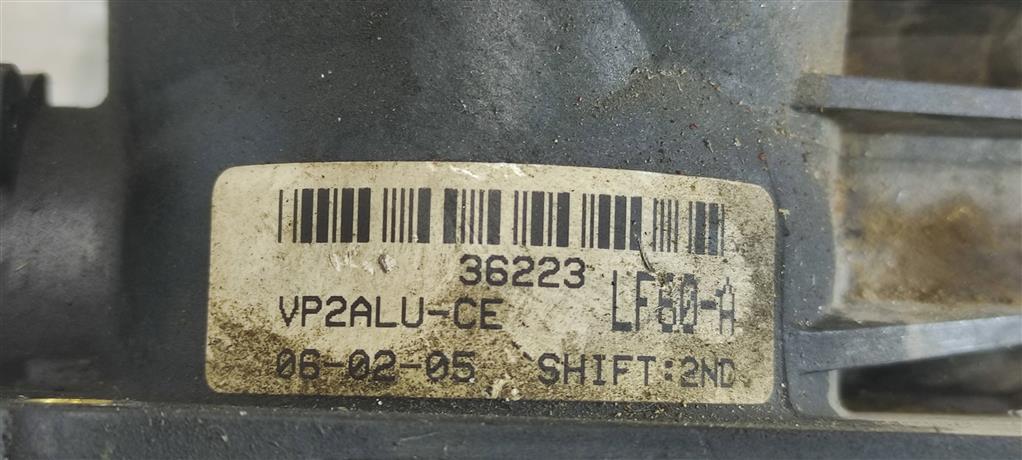 36223
VP2ALU-CE LF60-A
06-02-05 SHIFT:2ND